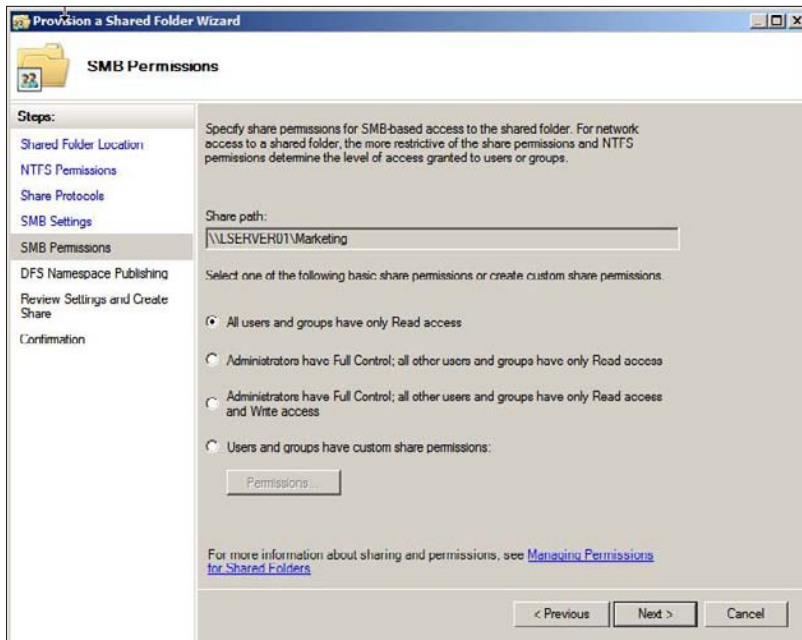 Provision a Shared Folder Wizard
SMB Permissions
Steps:
Shared Folder Location
NTFS Permissions
Share Protocols
SMB Settings
SMB Permissions
DFS Namespace Publishing
Review Settings and Create
Share
Confirmation
Specify share permissions for SMB-based access to the shared folder. For network
access to a shared folder, the more restrictive of the share permissions and NTFS
permissions determine the level of access granted to users or groups.
Share path:
\\LSERVER01\Marketing
Select one of the following basic share permissions or create custom share permissions.
All users and groups have only Read access
Administrators have Full Control; all other users and groups have only Read access
Administrators have Full Control; all other users and groups have only Read access
and Write access
Users and groups have custom share permissions:
Permissions...
For more information about sharing and permissions, see Managing Permissions
for Shared Folders
< Previous
Next >
Cancel